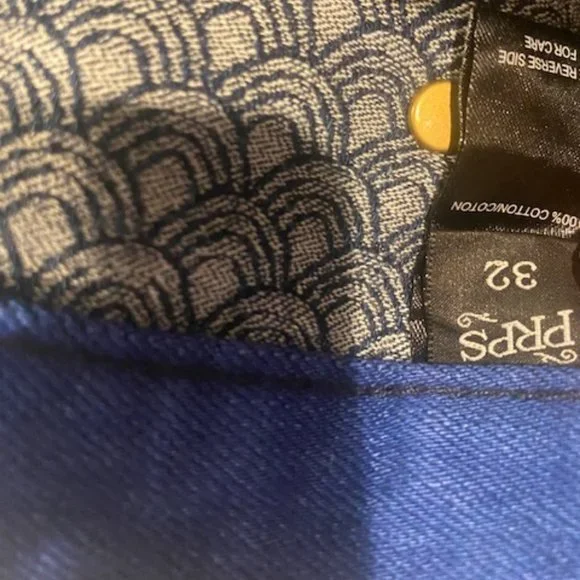 PRPS
32
100% COTTON/COTON
REVERSE SIDE
FOR CARE